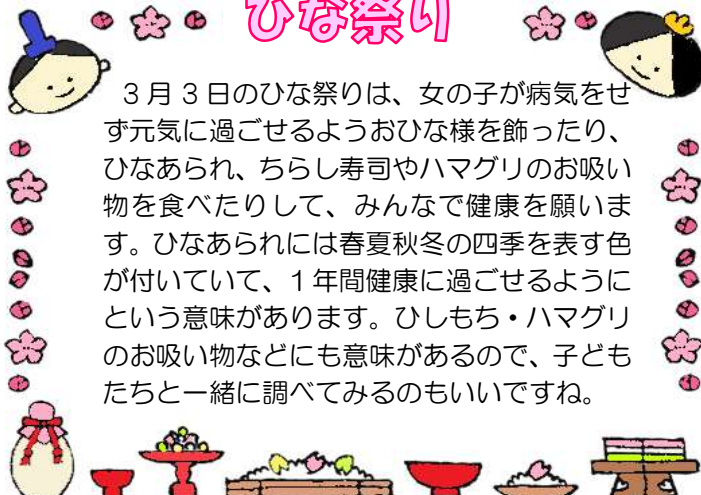 ひな祭り
３月３日のひな祭りは、女の子が病気をせ
ず元気に過ごせるようおひな様を飾ったり、
ひなあられ、ちらし寿司やハマグリのお吸い
物を食べたりして、みんなで健康を願いま
す。ひなあられには春夏秋冬の四季を表す色
が付いていて、１年間健康に過ごせるように
という意味があります。ひしもち・ハマグリ
のお吸い物などにも意味があるので、子ども
たちと一緒に調べてみるのもいいですね。